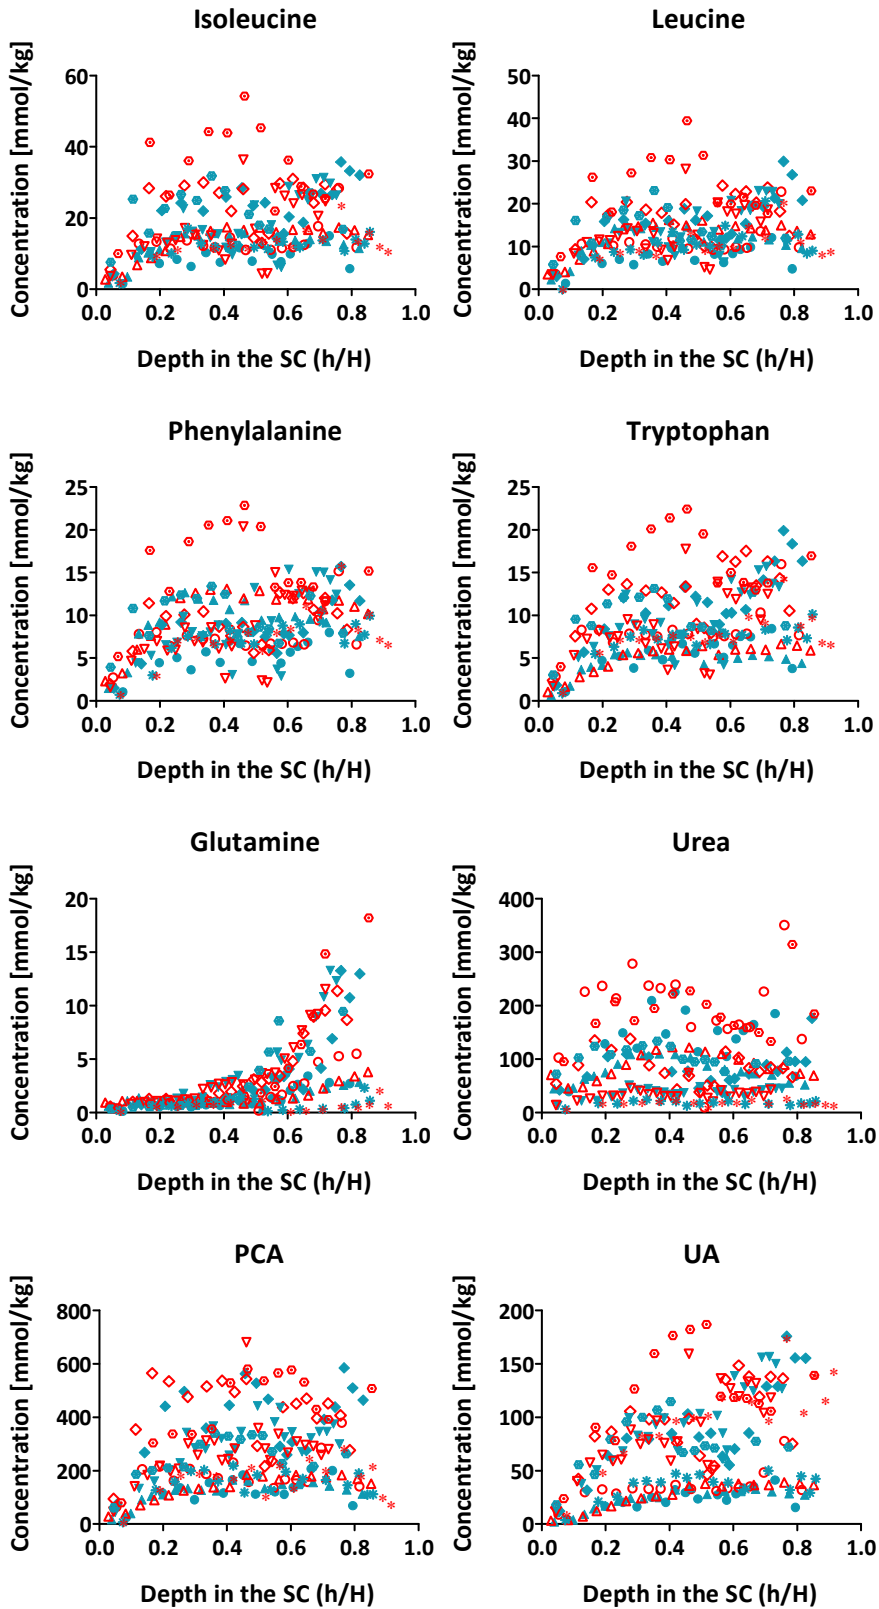 Isoleucine
Leucine
Concentration [mmol/kg]
60
40
20
0
0.0 0.2 0.4 0.6 0.8 1.0
Depth in the SC (h/H)
Concentration [mmol/kg]
50
40
30
20
10
0
0.0 0.2 0.4 0.6 0.8 1.0
Depth in the SC (h/H)
Phenylalanine
Tryptophan
Concentration [mmol/kg]
25
20
15
10
5
0
0.0 0.2 0.4 0.6 0.8 1.0
Depth in the SC (h/H)
Concentration [mmol/kg]
25
20
15
10
5
0
0.0 0.2 0.4 0.6 0.8 1.0
Depth in the SC (h/H)
Glutamine
Urea
Concentration [mmol/kg]
20
15
10
5
0
0.0 0.2 0.4 0.6 0.8 1.0
Depth in the SC (h/H)
Concentration [mmol/kg]
400
300
200
100
0
0.0 0.2 0.4 0.6 0.8 1.0
Depth in the SC (h/H)
PCA
UA
Concentration [mmol/kg]
800
600
400
200
0
0.0 0.2 0.4 0.6 0.8 1.0
Depth in the SC (h/H)
Concentration [mmol/kg]
200
150
100
50
0
0.0 0.2 0.4 0.6 0.8 1.0
Depth in the SC (h/H)